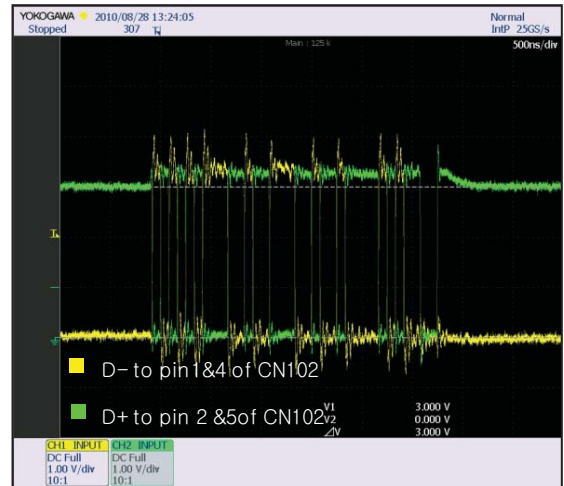 YOKOGAWA 2010/08/28 13:24:05 Normal
Stopped 307 IntP 25GS/s
Main : 125 k 500ns/div
D- to pin 1&4 of CN102
D+ to pin 2 &5of CN102
V1 3.000 V
V2 0.000 V
⊿V 3.000 V
CH1 INPUT CH2 INPUT
DC Full DC Full
1.00 V/div 1.00 V/div
10:1 10:1